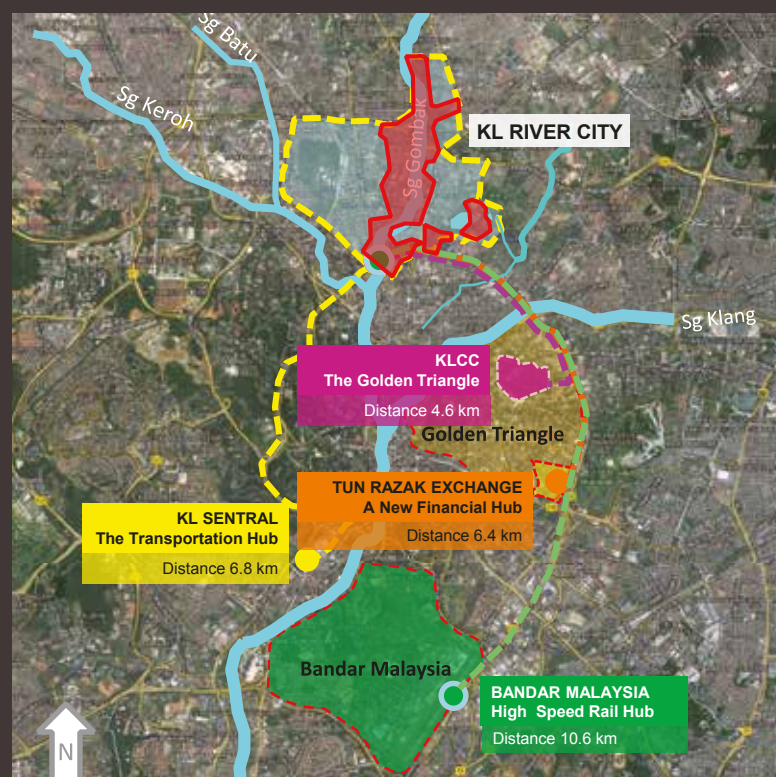 Sg Batu
Sg Keroh
Sg Gombak
KL RIVER CITY
Sg Klang
KLCC
The Golden Triangle
Distance 4.6 km
Golden Triangle
TUN RAZAK EXCHANGE
A New Financial Hub
Distance 6.4 km
KL SENTRAL
The Transportation Hub
Distance 6.8 km
Bandar Malaysia
BANDAR MALAYSIA
High Speed Rail Hub
Distance 10.6 km
N